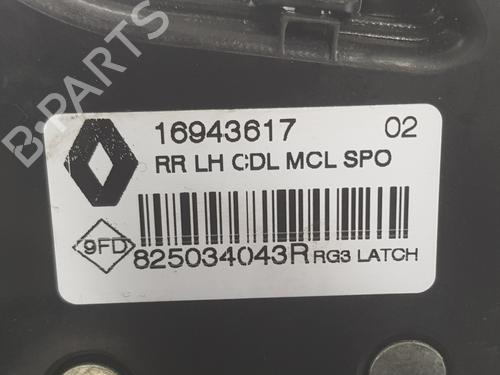 B-PARTS
16943617 02
RR LH CDL MCL SPO
9FD
825034043R RG3 LATCH